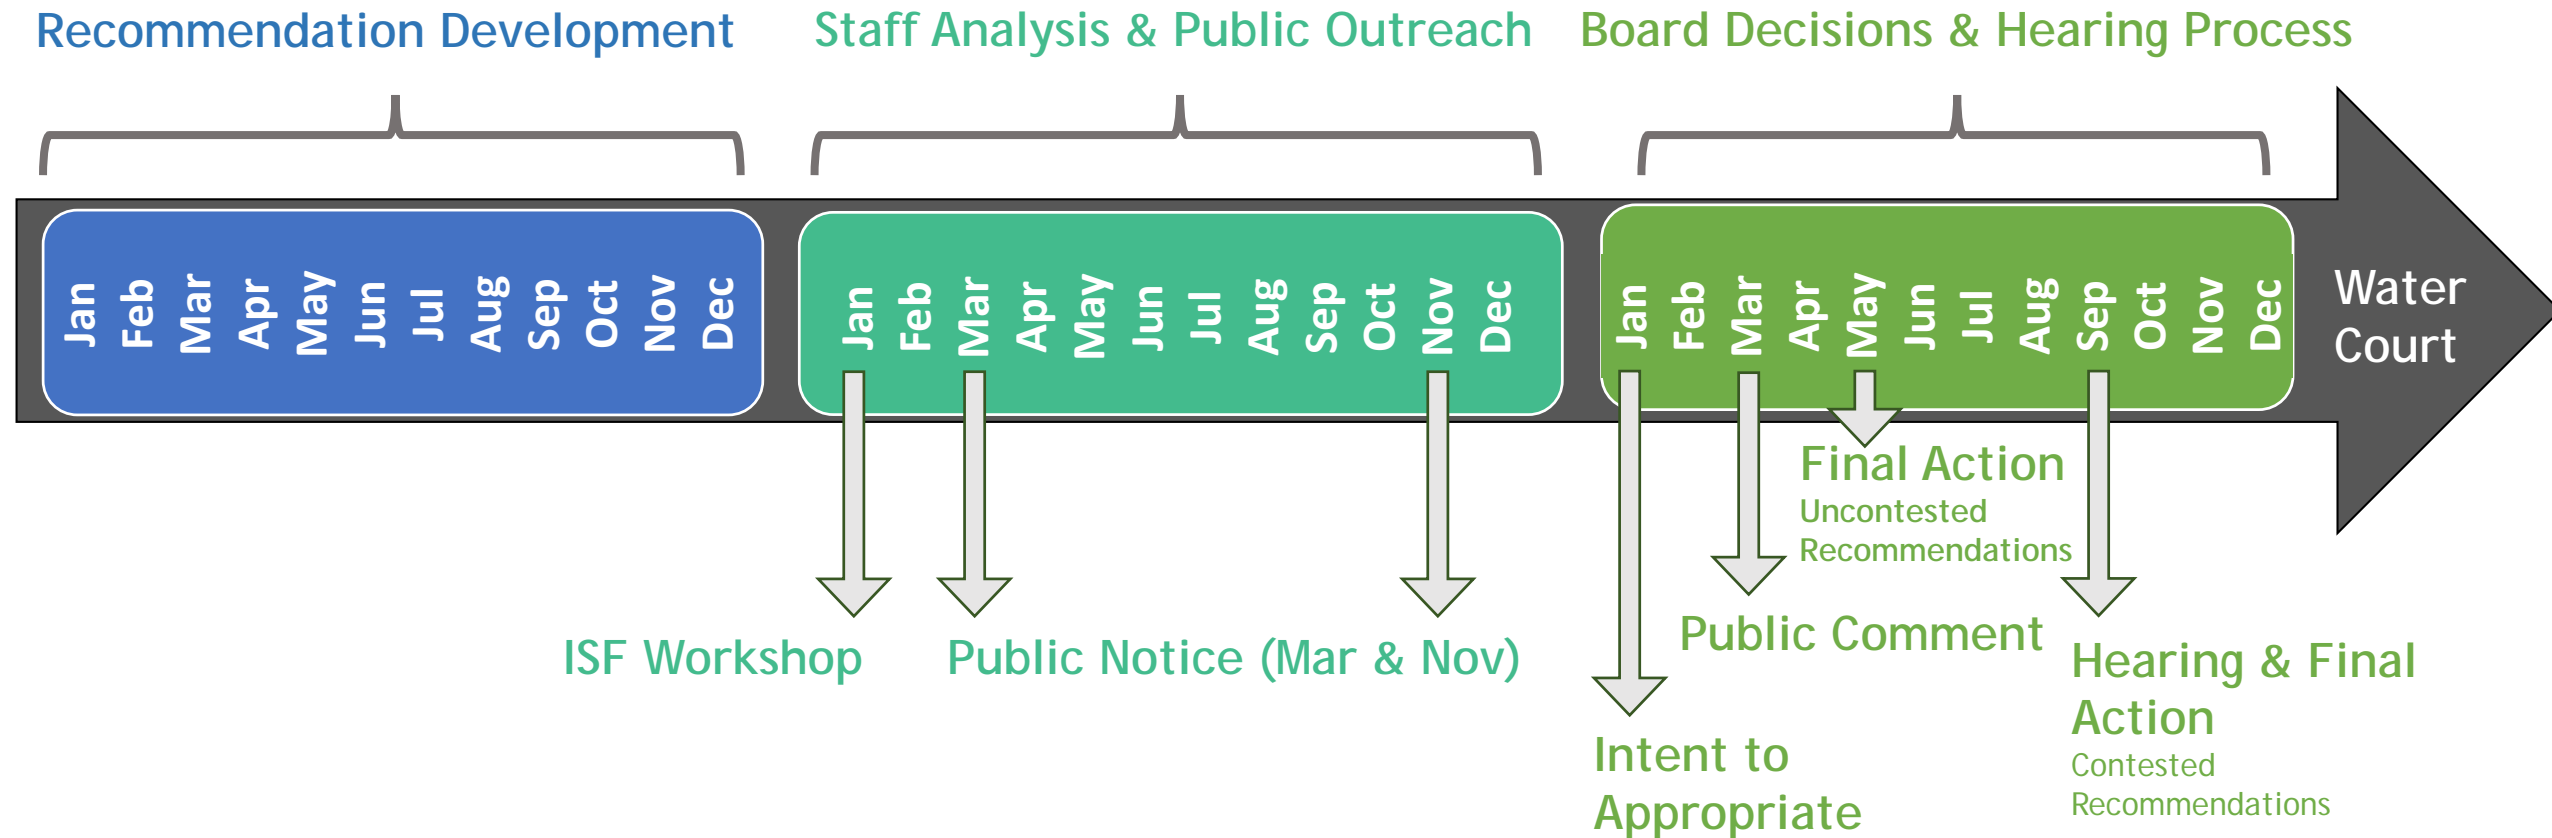 Recommendation Development
Staff Analysis & Public Outreach
Board Decisions & Hearing Process
Jan
Feb
Mar
Apr
May
Jun
Jul
Aug
Sep
Oct
Nov
Dec
Jan
Feb
Mar
Apr
May
Jun
Jul
Aug
Sep
Oct
Nov
Dec
Jan
Feb
Mar
Apr
May
Jun
Jul
Aug
Sep
Oct
Nov
Dec
Water
Court
ISF Workshop
Public Notice (Mar & Nov)
Intent to
Appropriate
Public Comment
Final Action
Uncontested
Recommendations
Hearing & Final
Action
Contested
Recommendations